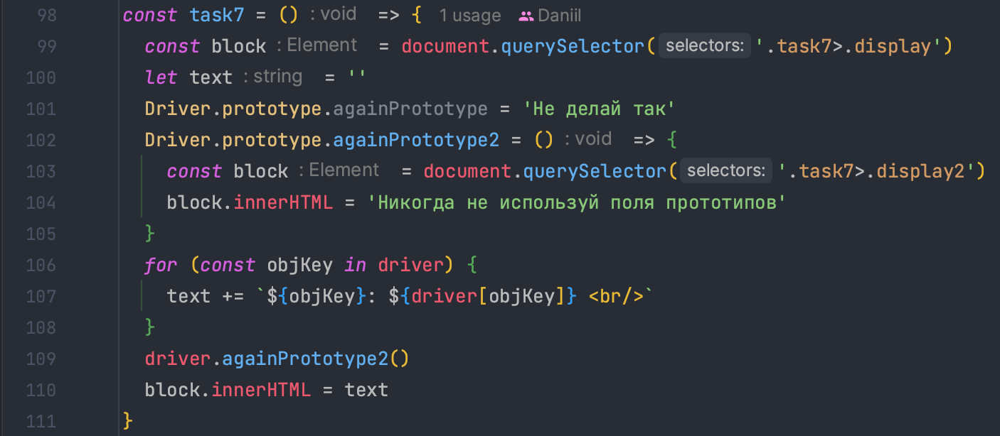 98 const task7 = () : void => { 1 usage Daniil
99 const block : Element = document.querySelector( selectors: '.task7>.display')
100 let text : string = ''
101 Driver.prototype.againPrototype = 'Не делай так'
102 Driver.prototype.againPrototype2 = () : void => {
103 const block : Element = document.querySelector( selectors: '.task7>.display2')
104 block.innerHTML = 'Никогда не используй поля прототипов'
105 }
106 for (const objKey in driver) {
107 text += `${objKey}: ${driver[objKey]} <br/>`
108 }
109 driver.againPrototype2()
110 block.innerHTML = text
111 }